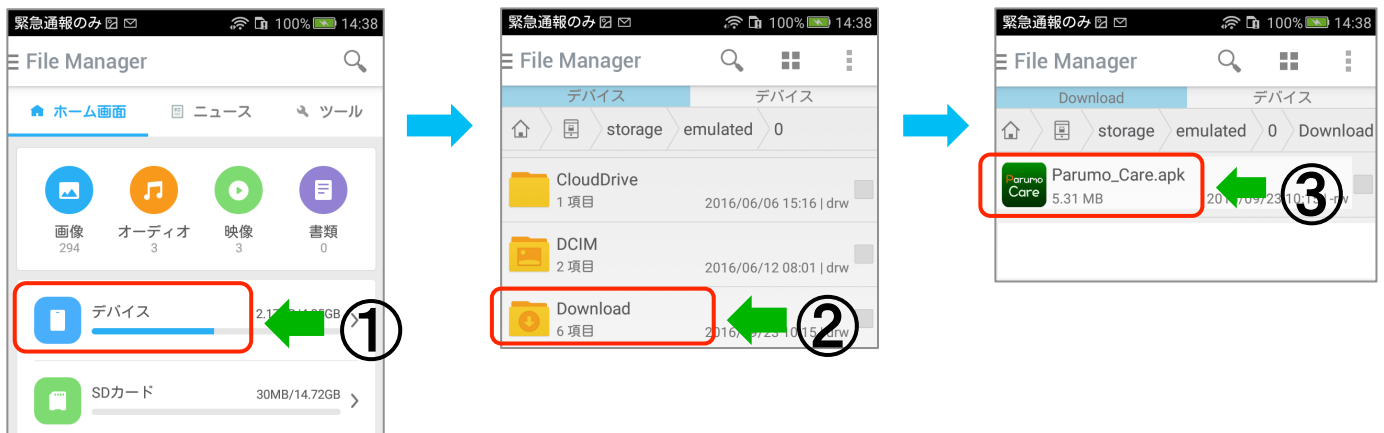 緊急通報のみ 100% 14:38
File Manager
ホーム画面 ニュース ツール
画像 オーディオ 映像 書類
294 3 3 0
デバイス
①
SDカード 30MB/14.72GB
緊急通報のみ 100% 14:38
File Manager
デバイス デバイス
storage emulated 0
CloudDrive
1 項目 2016/06/06 15:16 | drw
DCIM
2 項目 2016/06/12 08:01 | drw
Download
6 項目
②
緊急通報のみ 100% 14:38
File Manager
Download デバイス
storage emulated 0 Download
Parumo Care
Parumo_Care.apk
5.31 MB
③